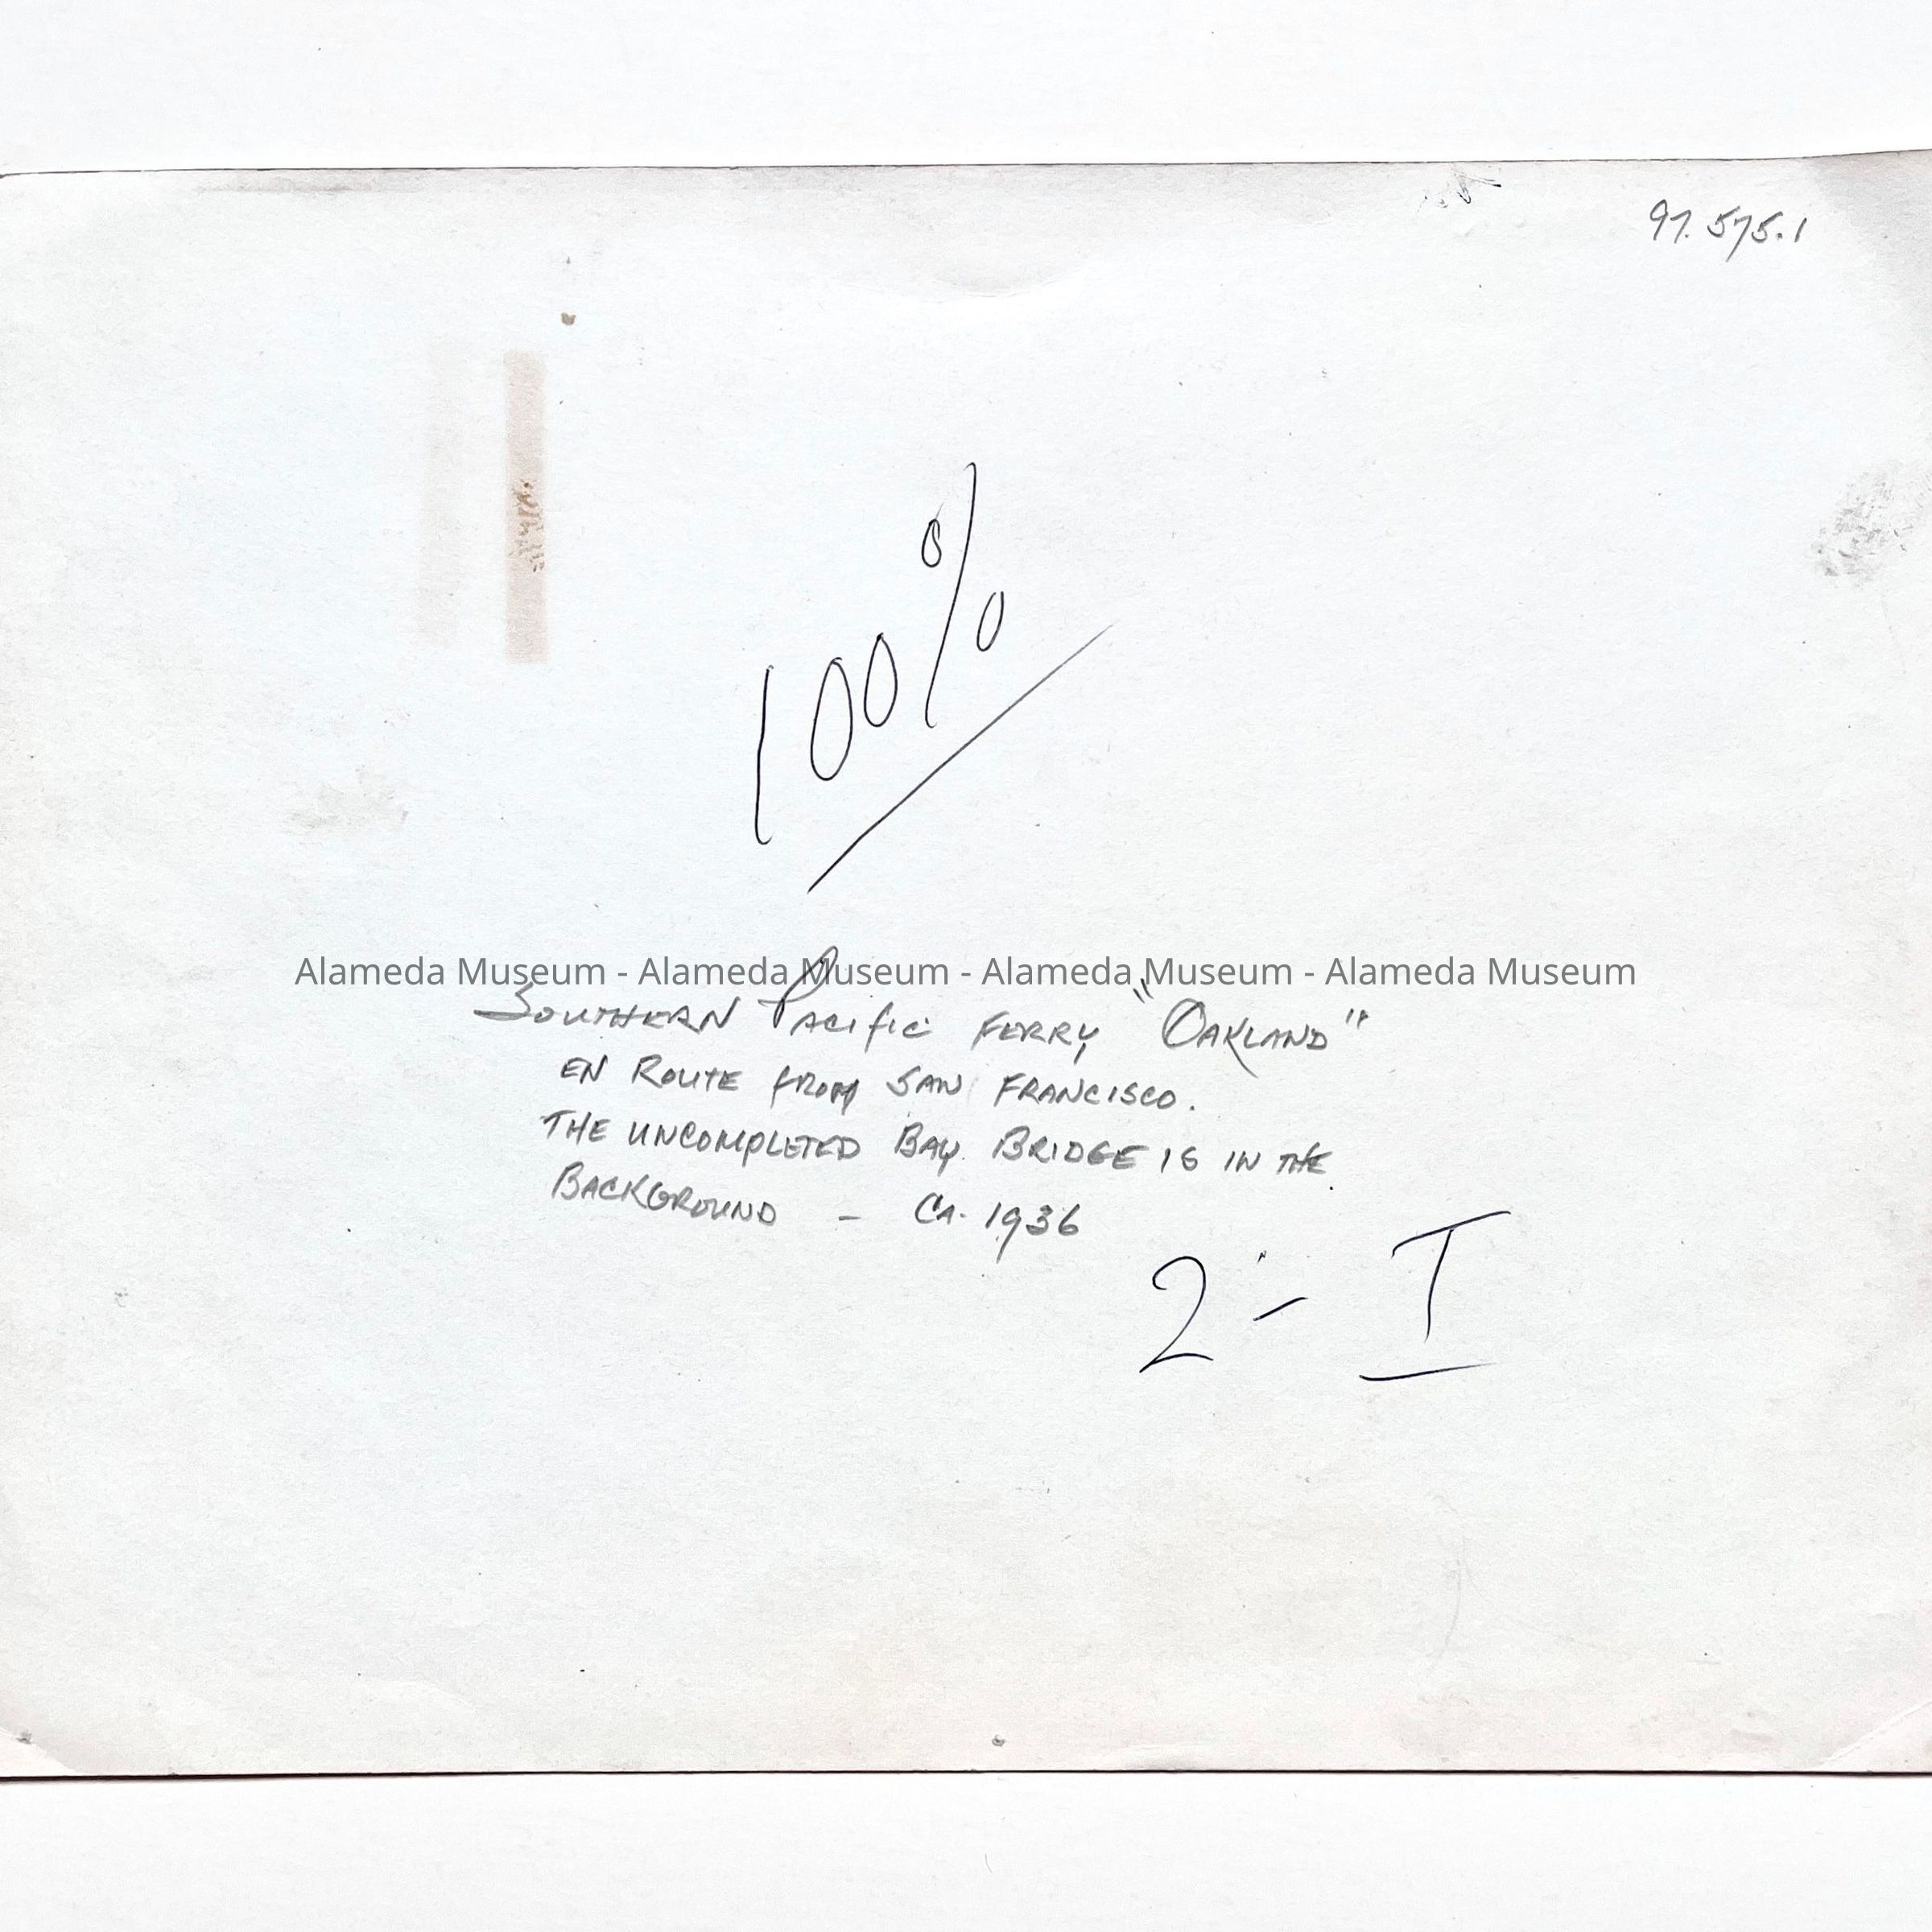 97.575.1
100%
Alameda Museum - Alameda Museum - Alameda Museum - Alameda Museum
SOUTHERN PACIFIC FERRY, "OAKLAND"
EN ROUTE FROM SAN FRANCISCO.
THE UNCOMPLETED BAY BRIDGE IS IN THE
BACKGROUND - CA. 1936
2 - I